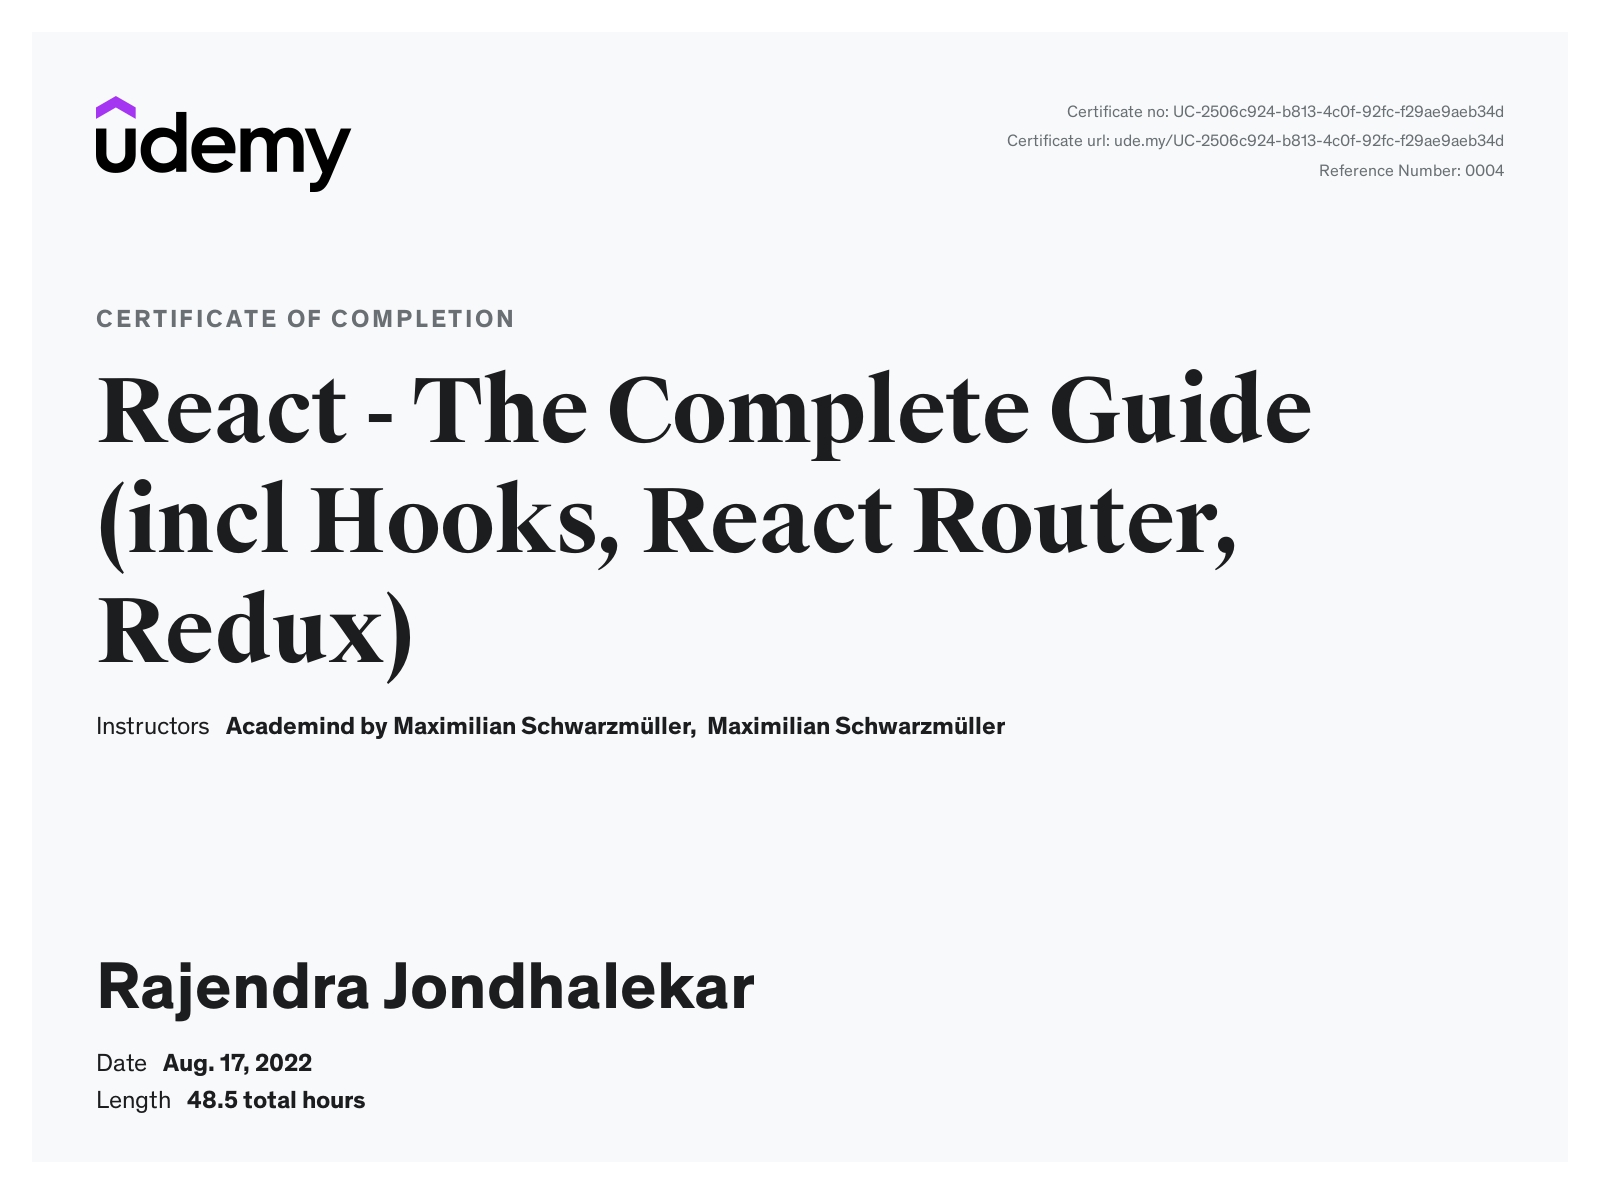 udemy
Certificate no: UC-2506c924-b813-4c0f-92fc-f29ae9aeb34d
Certificate url: ude.my/UC-2506c924-b813-4c0f-92fc-f29ae9aeb34d
Reference Number: 0004
CERTIFICATE OF COMPLETION
React - The Complete Guide
(incl Hooks, React Router,
Redux)
Instructors Academind by Maximilian Schwarzmüller, Maximilian Schwarzmüller
Rajendra Jondhalekar
Date Aug. 17, 2022
Length 48.5 total hours